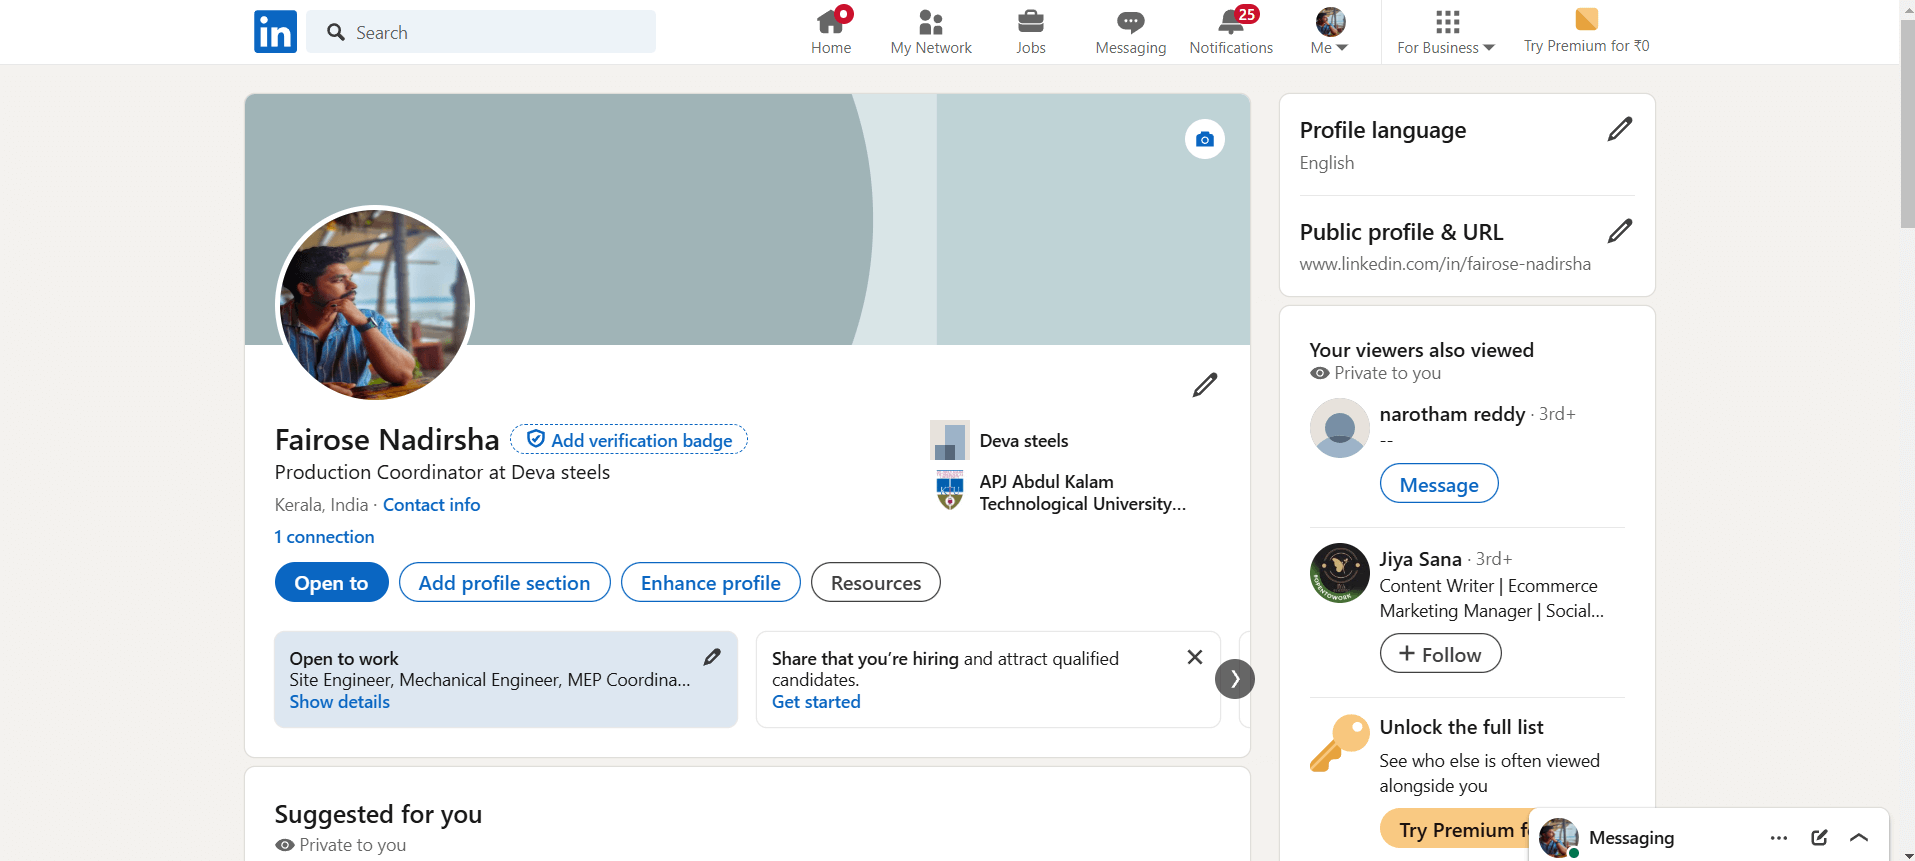 in
Search
Home
My Network
Jobs
Messaging
25
Notifications
Me
For Business
Try Premium for ₹0
Fairose Nadirsha
Add verification badge
Production Coordinator at Deva steels
Kerala, India · Contact info
1 connection
Deva steels
APJ Abdul Kalam
Technological University...
Open to
Add profile section
Enhance profile
Resources
Open to work
Site Engineer, Mechanical Engineer, MEP Coordina...
Show details
Share that you’re hiring and attract qualified
candidates.
Get started
Suggested for you
Private to you
Profile language
English
Public profile & URL
www.linkedin.com/in/fairose-nadirsha
Your viewers also viewed
Private to you
narotham reddy · 3rd+
--
Message
Jiya Sana · 3rd+
Content Writer | Ecommerce
Marketing Manager | Social...
#OPENTOWORK
+ Follow
Unlock the full list
See who else is often viewed
alongside you
Try Premium f
Messaging